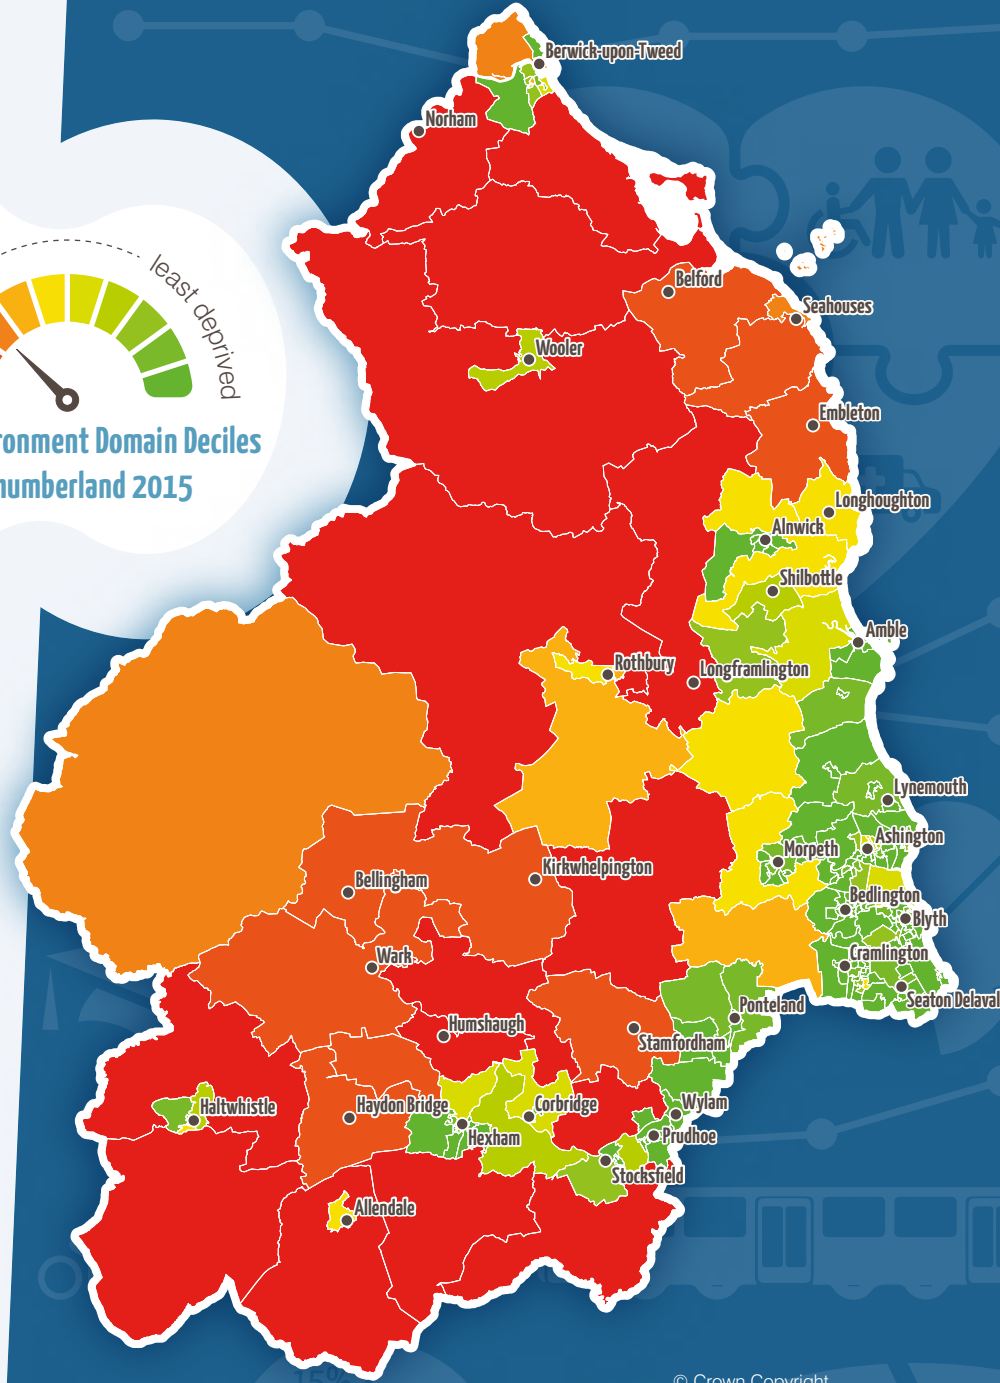 Berwick-upon-Tweed
Norham
least deprived
Belford
Seahouses
Wooler
Embleton
ronment Domain Deciles
humberland 2015
Longhoughton
Alnwick
Shilbottle
Amble
Rothbury
Longframlington
Lynemouth
Ashington
Morpeth
Kirkwhelpington
Bellingham
Bedlington
Blyth
Cramlington
Wark
Seaton Delaval
Ponteland
Humshaugh
Stamfordham
Haltwhistle
Haydon Bridge
Corbridge
Wylam
Hexham
Prudhoe
Stocksfield
Allendale
15%
© Crown Copyright